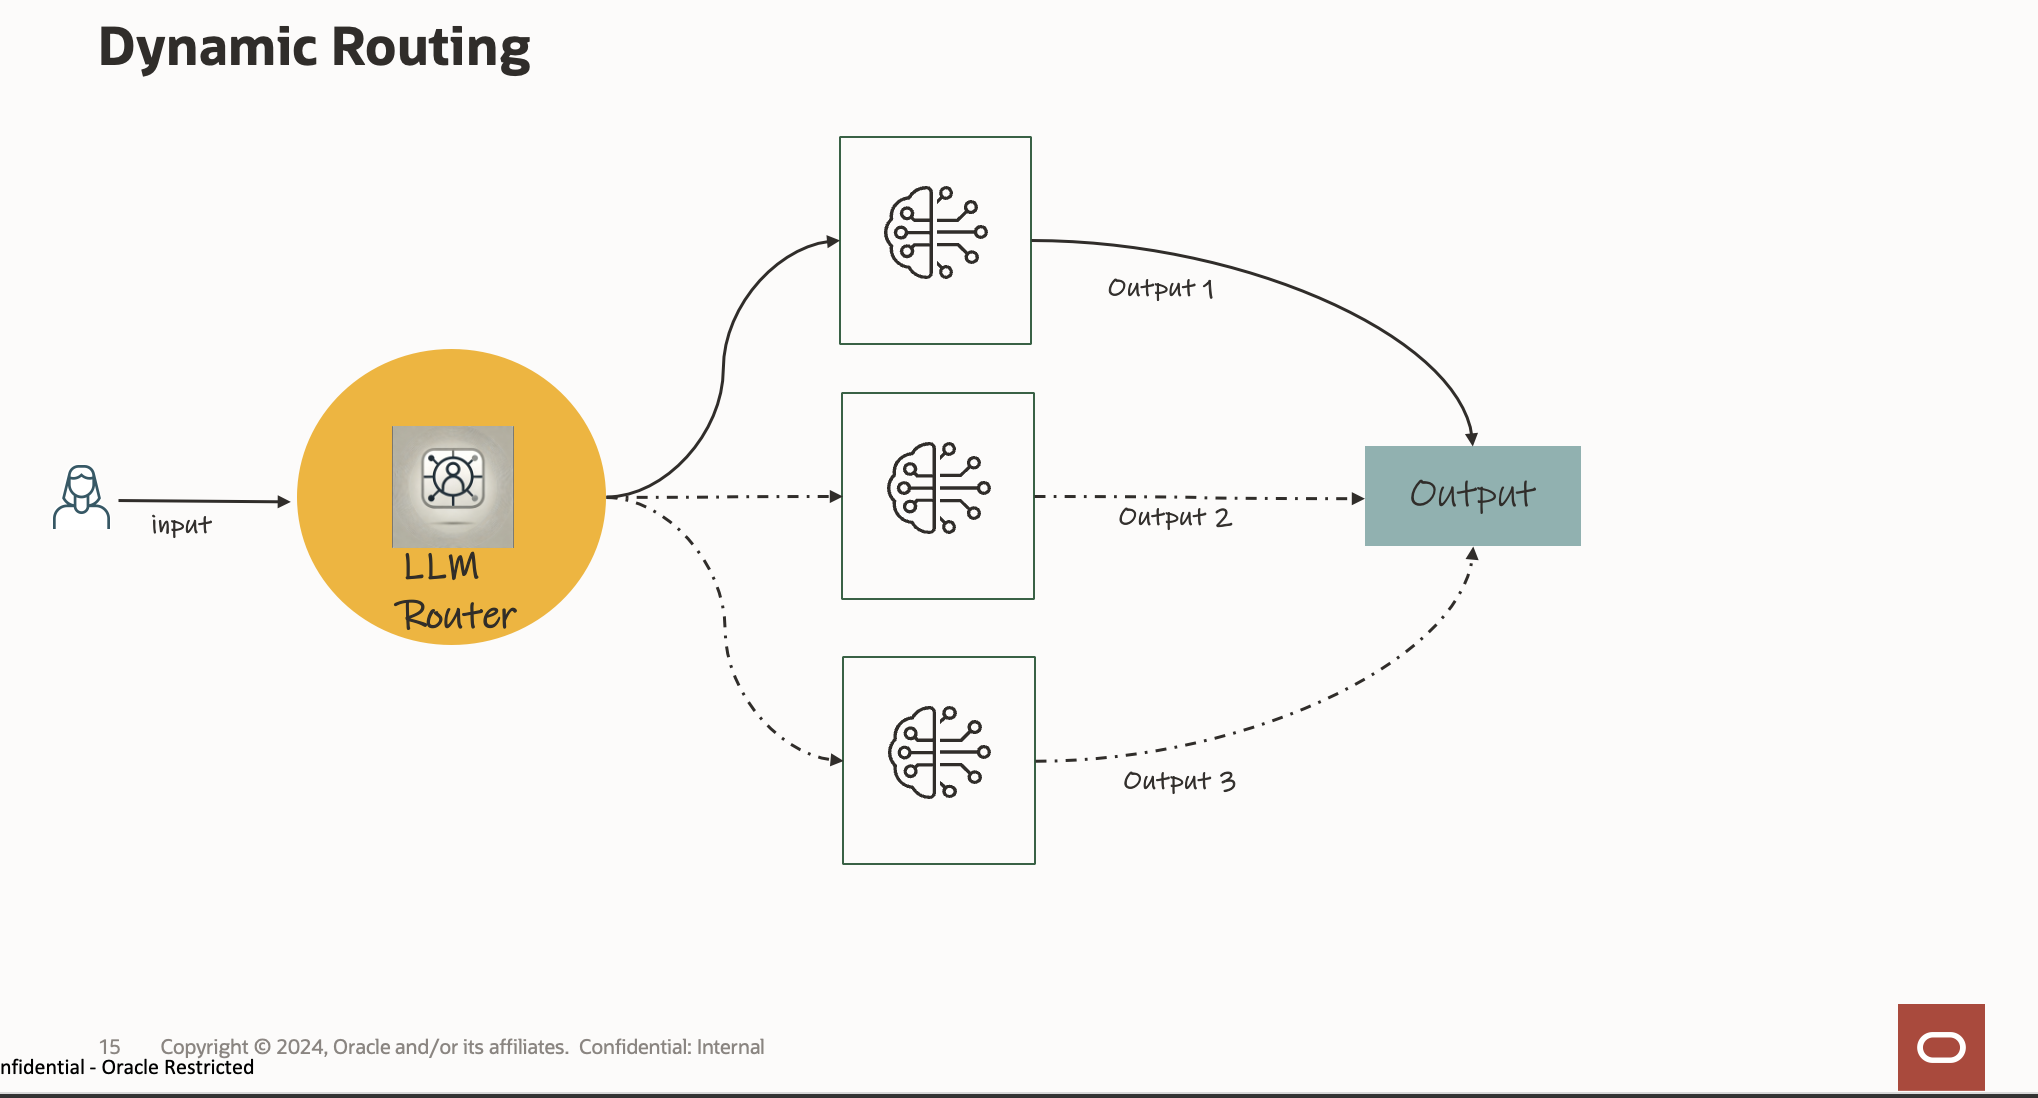 Dynamic Routing
Output 1
input
LLM
Router
Output 2
Output
Output 3
15 Copyright © 2024, Oracle and/or its affiliates. Confidential: Internal
nfidential - Oracle Restricted